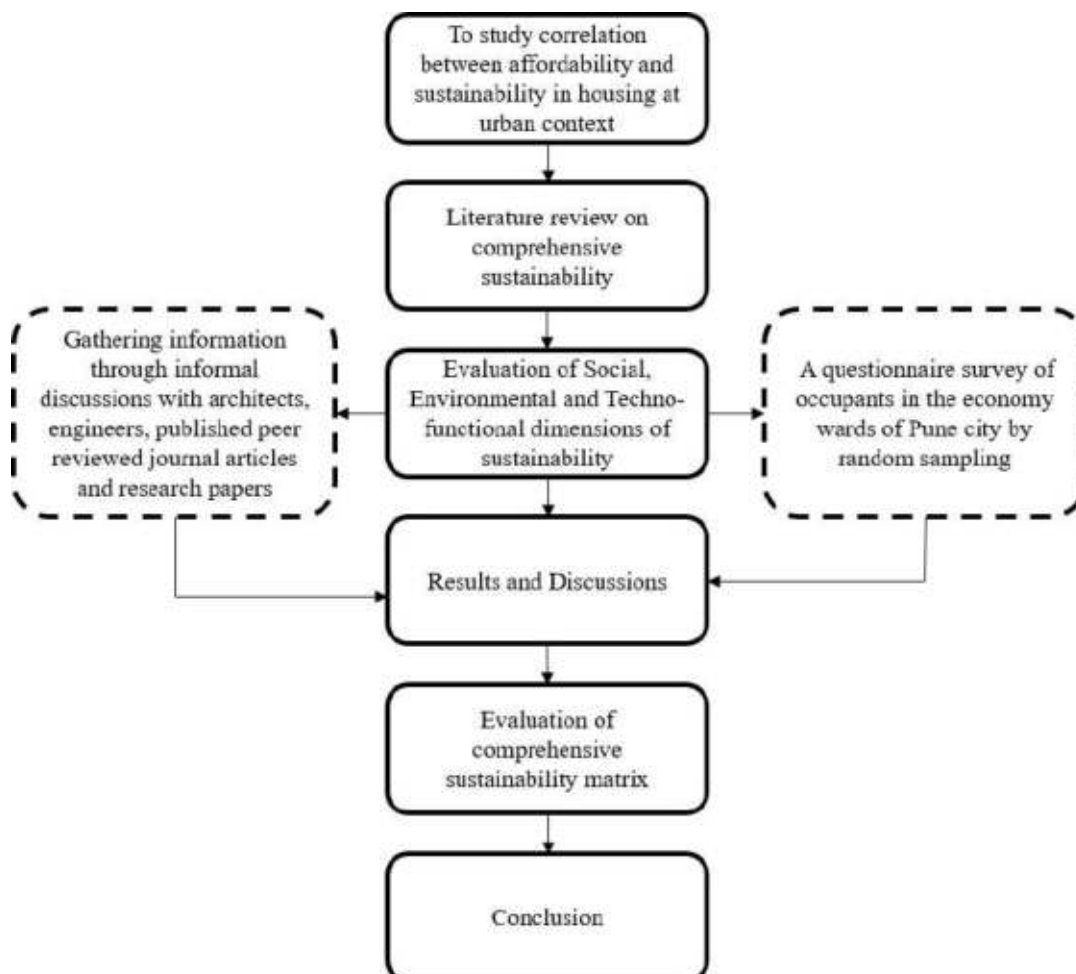 To study correlation
between affordability and
sustainability in housing at
urban context
Literature review on
comprehensive
sustainability
Gathering information
through informal
discussions with architects,
engineers, published peer
reviewed journal articles
and research papers
Evaluation of Social,
Environmental and Techno-
functional dimensions of
sustainability
A questionnaire survey of
occupants in the economy
wards of Pune city by
random sampling
Results and Discussions
Evaluation of
comprehensive
sustainability matrix
Conclusion